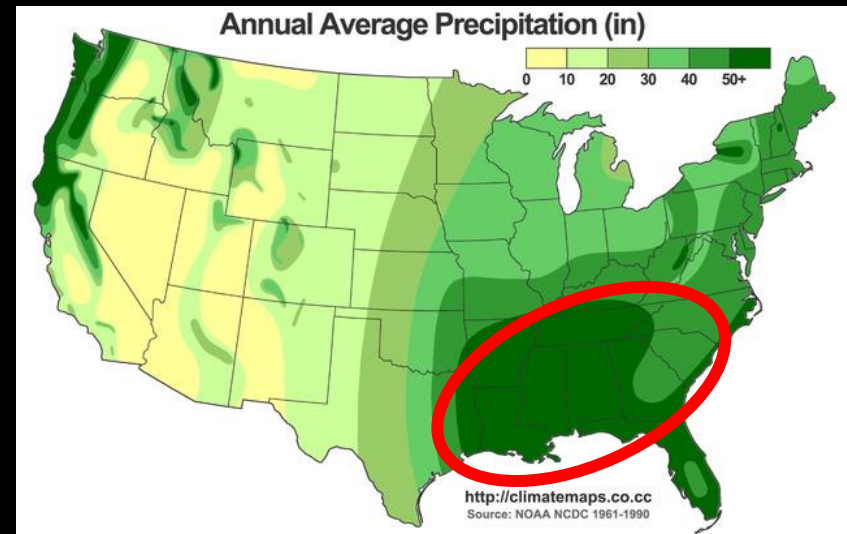 Annual Average Precipitation (in)
0 10 20 30 40 50+
http://climatemaps.co.cc
Source: NOAA NCDC 1961-1990